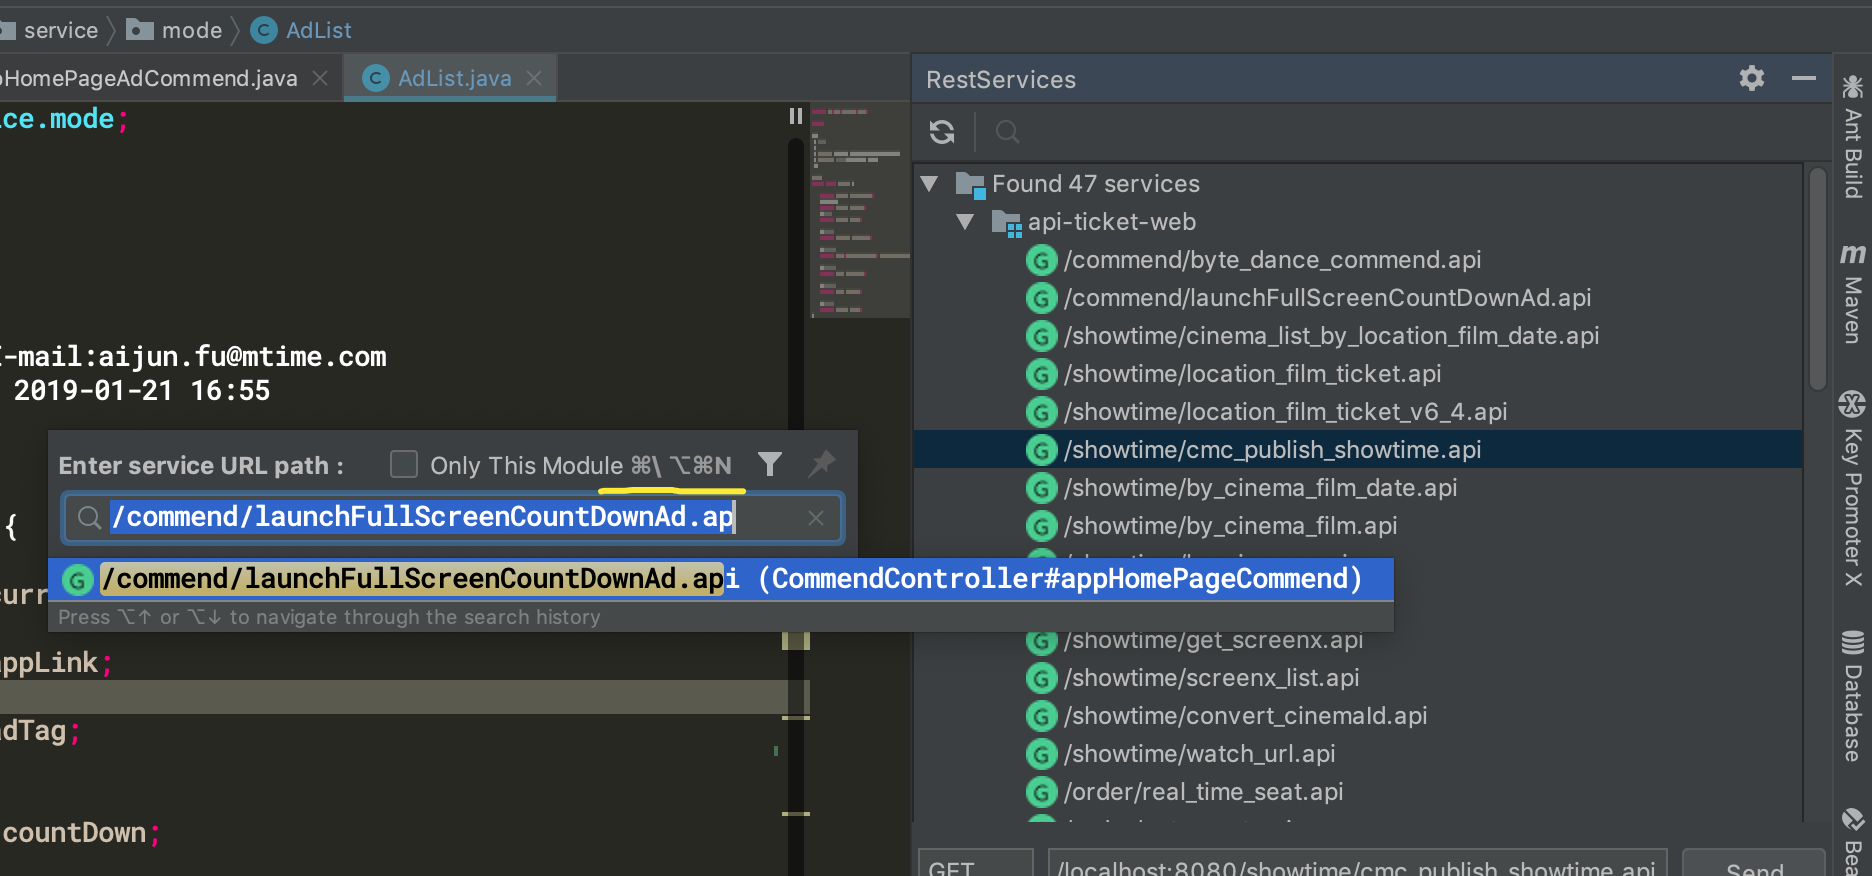 service mode AdList
HomePageAdCommend.java AdList.java
ce.mode;
-mail:aijun.fu@mtime.com
2019-01-21 16:55
{
urr
appLink;
adTag;
countDown;
Enter service URL path : Only This Module ⌘\ ⌥⌘N
/commend/launchFullScreenCountDownAd.ap
/commend/launchFullScreenCountDownAd.api (CommendController#appHomePageCommend)
Press ⌥↑ or ⌥↓ to navigate through the search history
RestServices
Found 47 services
api-ticket-web
G /commend/byte_dance_commend.api
G /commend/launchFullScreenCountDownAd.api
G /showtime/cinema_list_by_location_film_date.api
G /showtime/location_film_ticket.api
G /showtime/location_film_ticket_v6_4.api
G /showtime/cmc_publish_showtime.api
G /showtime/by_cinema_film_date.api
G /showtime/by_cinema_film.api
G /showtime/get_screenx.api
G /showtime/screenx_list.api
G /showtime/convert_cinemaId.api
G /showtime/watch_url.api
G /order/real_time_seat.api
GET /localhost:8080/showtime/cmc_publish_showtime.api Send
Ant Build
Maven
Key Promoter X
Database
Bea